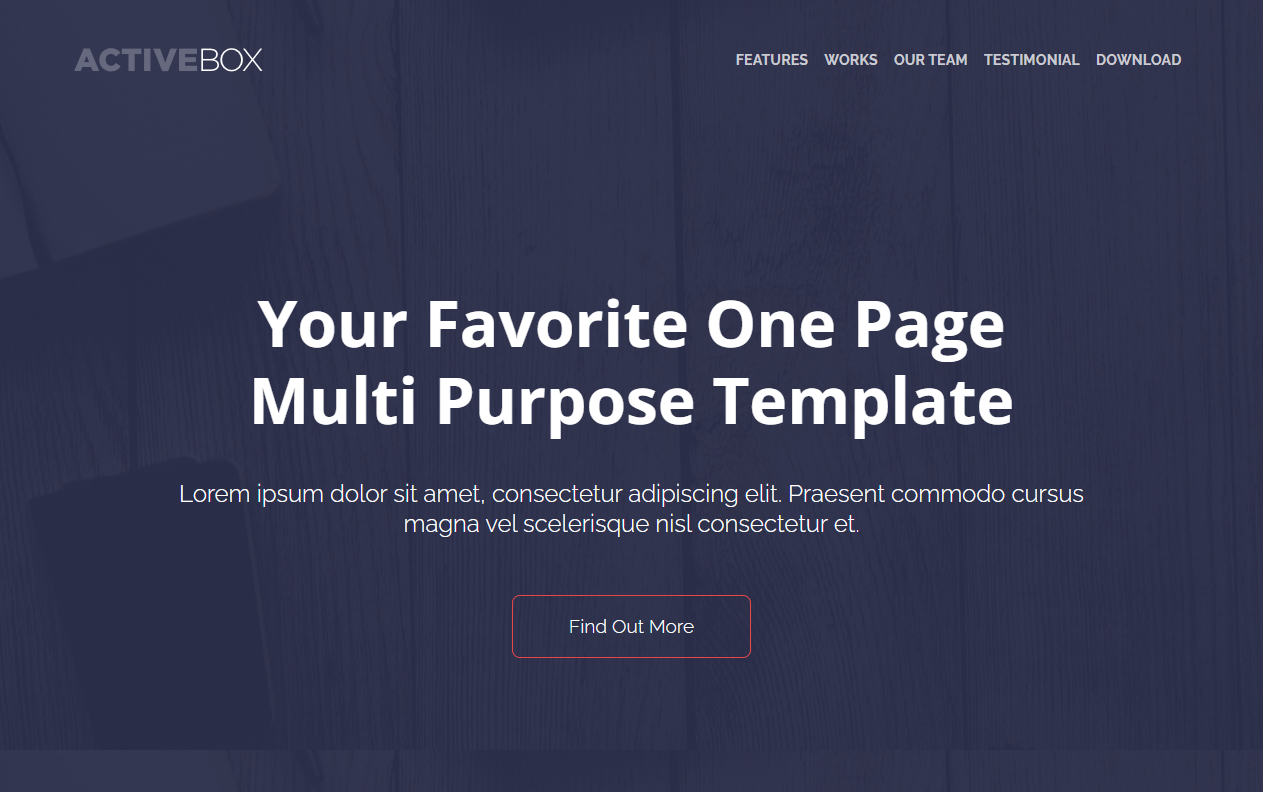 ACTIVEBOX
FEATURES WORKS OUR TEAM TESTIMONIAL DOWNLOAD
Your Favorite One Page
Multi Purpose Template
Lorem ipsum dolor sit amet, consectetur adipiscing elit. Praesent commodo cursus
magna vel scelerisque nisl consectetur et.
Find Out More